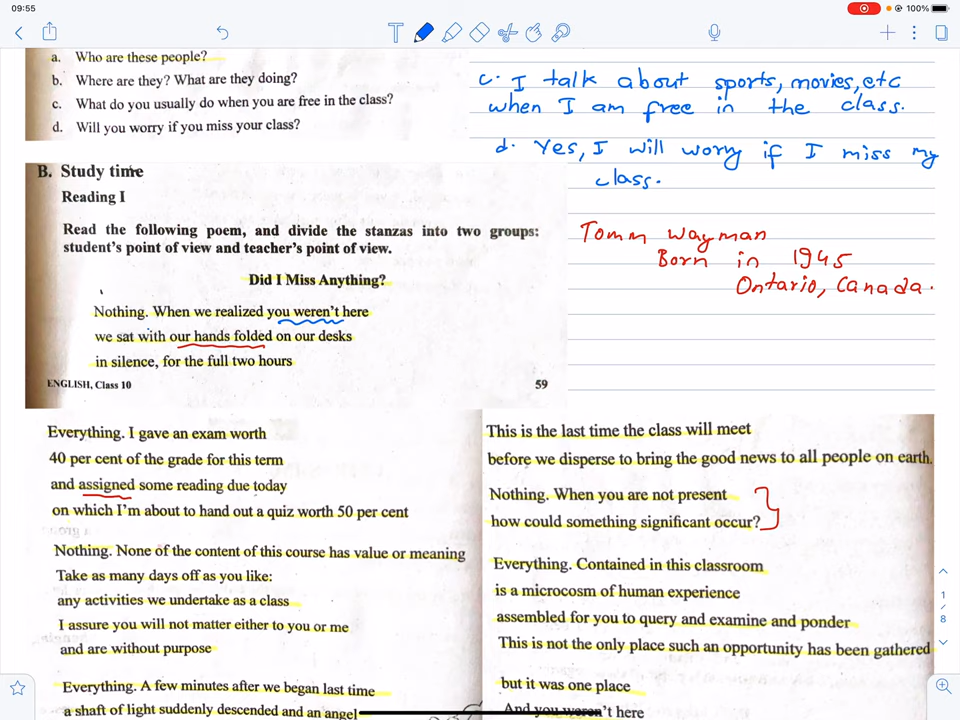 09:55
100%
a. Who are these people?
b. Where are they? What are they doing?
c. What do you usually do when you are free in the class?
d. Will you worry if you miss your class?
c. I talk about sports, movies, etc
when I am free in the class.
d. Yes, I will worry if I miss my
class.
B. Study time
Reading I
Read the following poem, and divide the stanzas into two groups:
student's point of view and teacher's point of view.
Did I Miss Anything?
Nothing. When we realized you weren't here
we sat with our hands folded on our desks
in silence, for the full two hours
ENGLISH, Class 10
59
Tomm Wayman
Born in 1945
Ontario, Canada.
Everything. I gave an exam worth
40 per cent of the grade for this term
and assigned some reading due today
on which I'm about to hand out a quiz worth 50 per cent
Nothing. None of the content of this course has value or meaning
Take as many days off as you like:
any activities we undertake as a class
I assure you will not matter either to you or me
and are without purpose
Everything. A few minutes after we began last time
a shaft of light suddenly descended and an angel
This is the last time the class will meet
before we disperse to bring the good news to all people on earth.
Nothing. When you are not present
how could something significant occur?
Everything. Contained in this classroom
is a microcosm of human experience
assembled for you to query and examine and ponder
This is not the only place such an opportunity has been gathered
but it was one place
And you weren't here
1
/
8